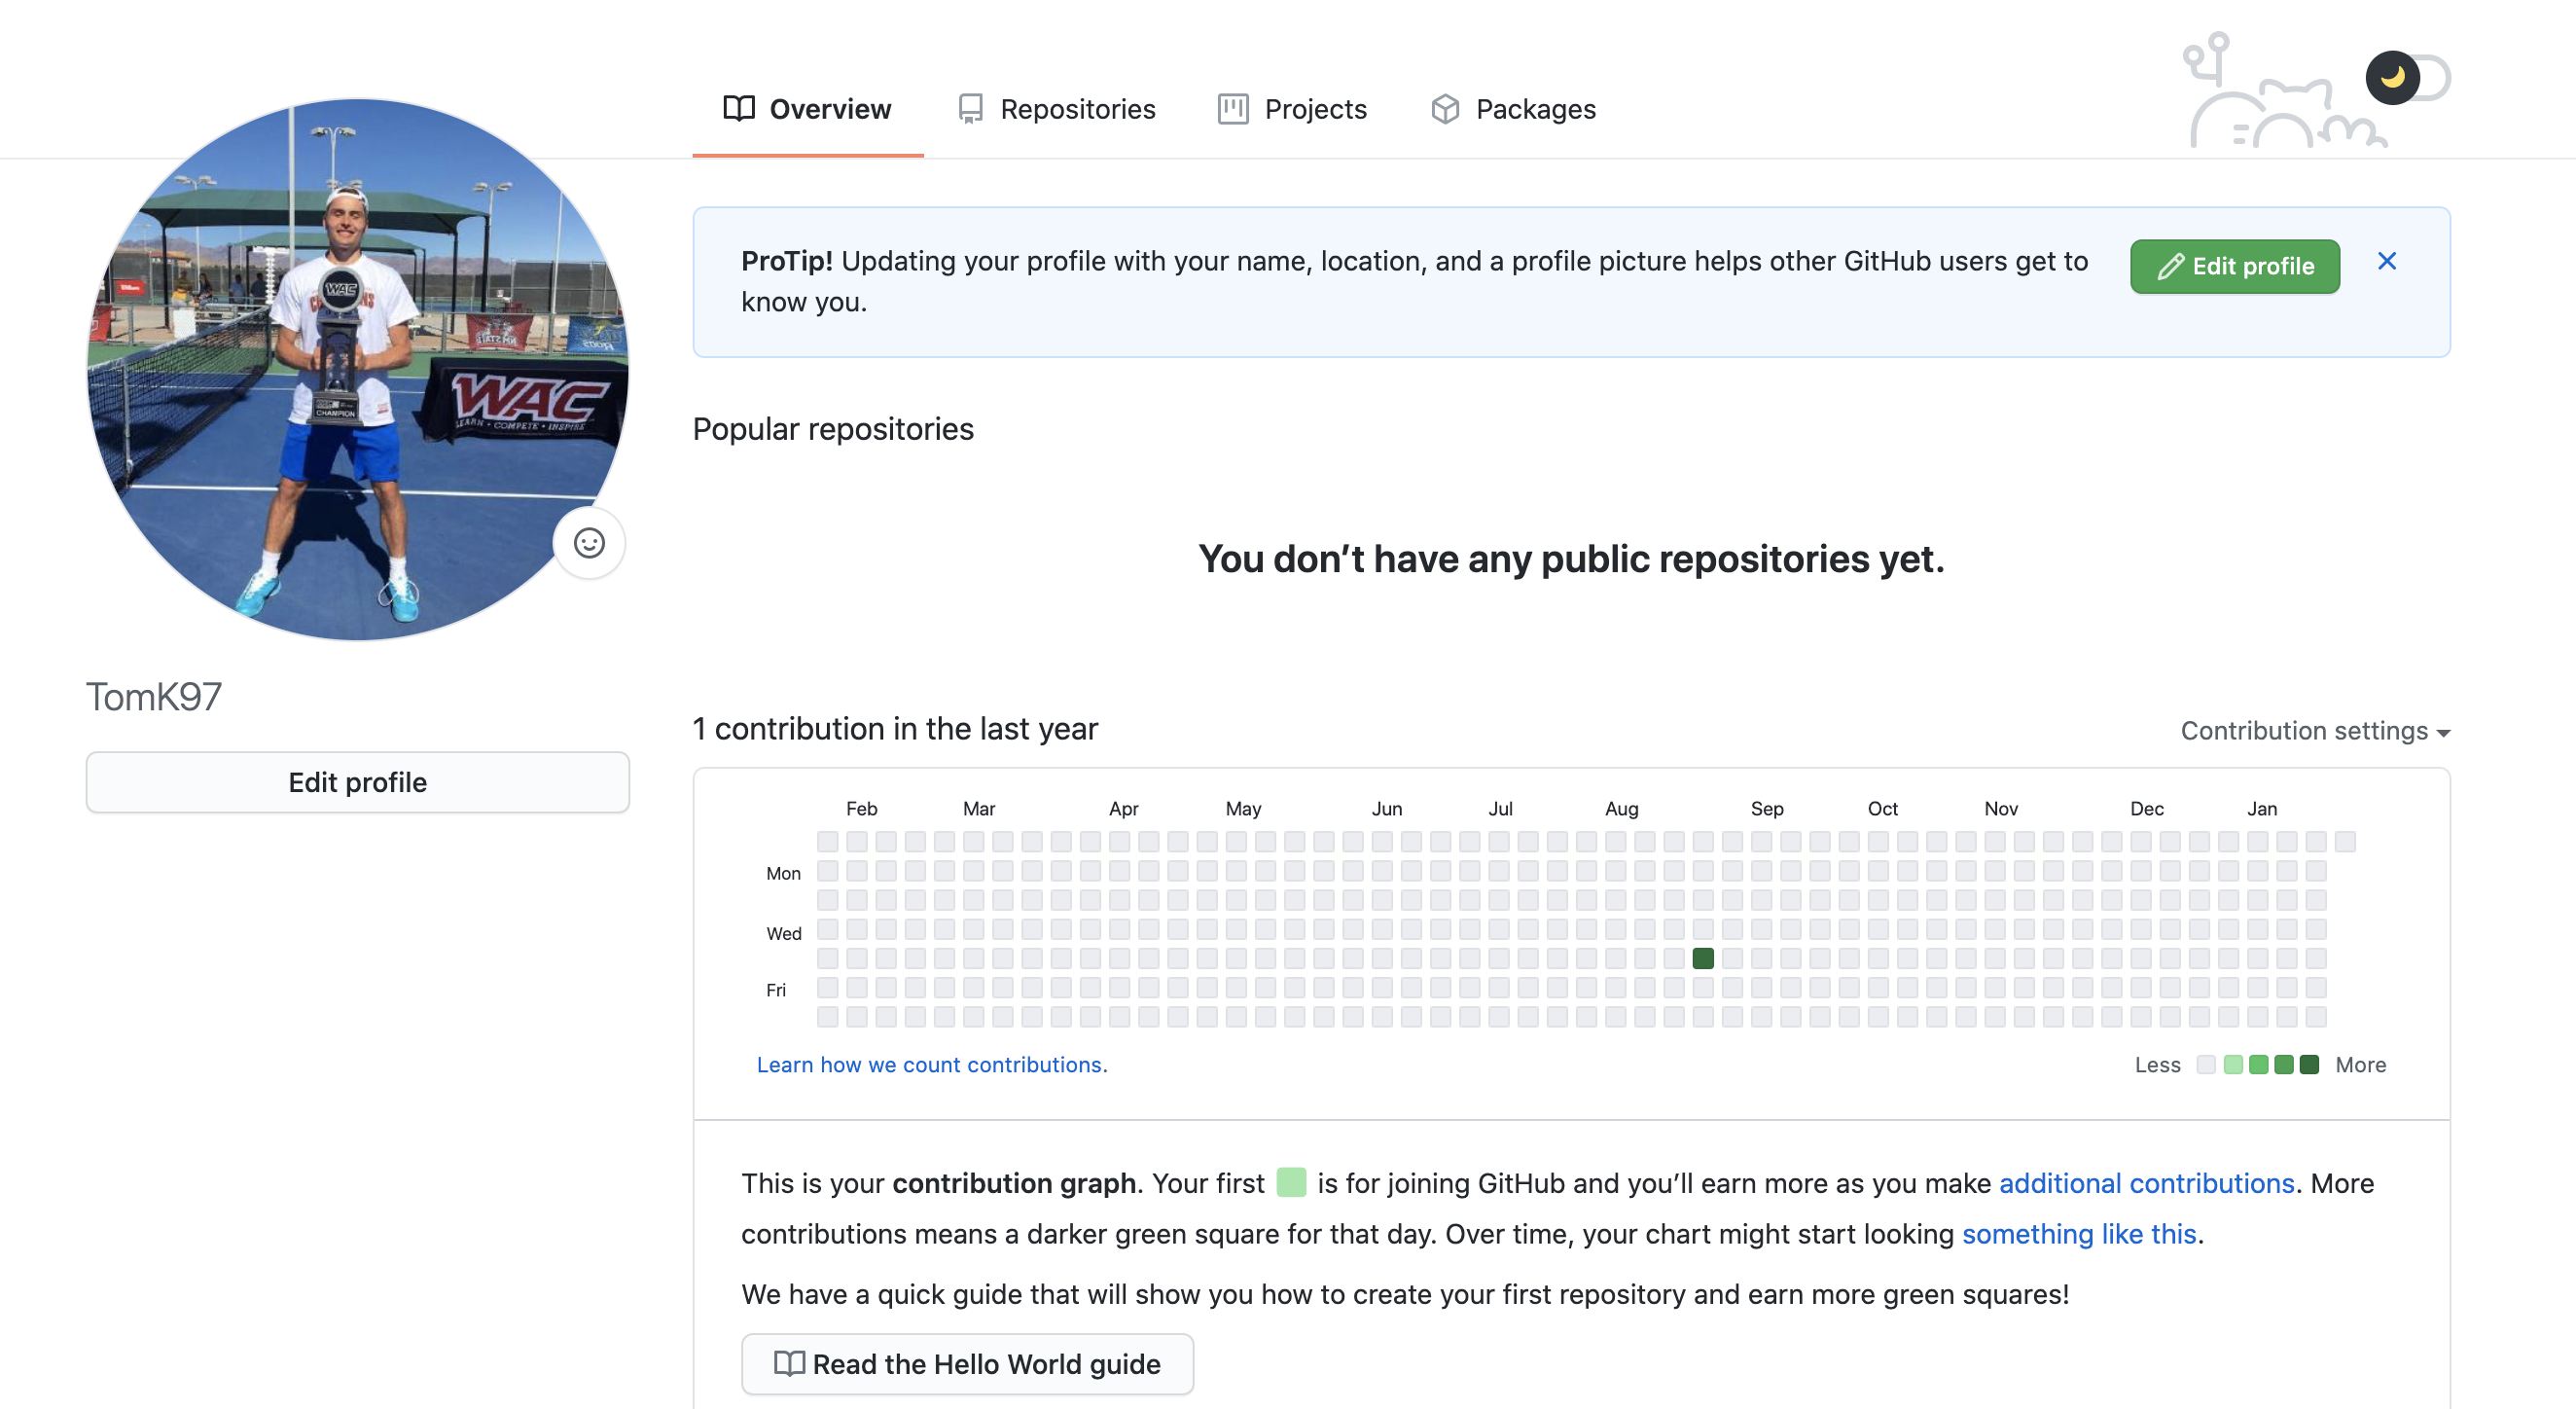 Overview Repositories Projects Packages
ProTip! Updating your profile with your name, location, and a profile picture helps other GitHub users get to
know you.
Edit profile
WAC
CHAMPION
WAC
LEARN • COMPETE • INSPIRE
Popular repositories
You don’t have any public repositories yet.
TomK97
Edit profile
1 contribution in the last year
Contribution settings
Feb Mar Apr May Jun Jul Aug Sep Oct Nov Dec Jan
Mon
Wed
Fri
Learn how we count contributions.
Less More
This is your contribution graph. Your first is for joining GitHub and you’ll earn more as you make additional contributions. More
contributions means a darker green square for that day. Over time, your chart might start looking something like this.
We have a quick guide that will show you how to create your first repository and earn more green squares!
Read the Hello World guide